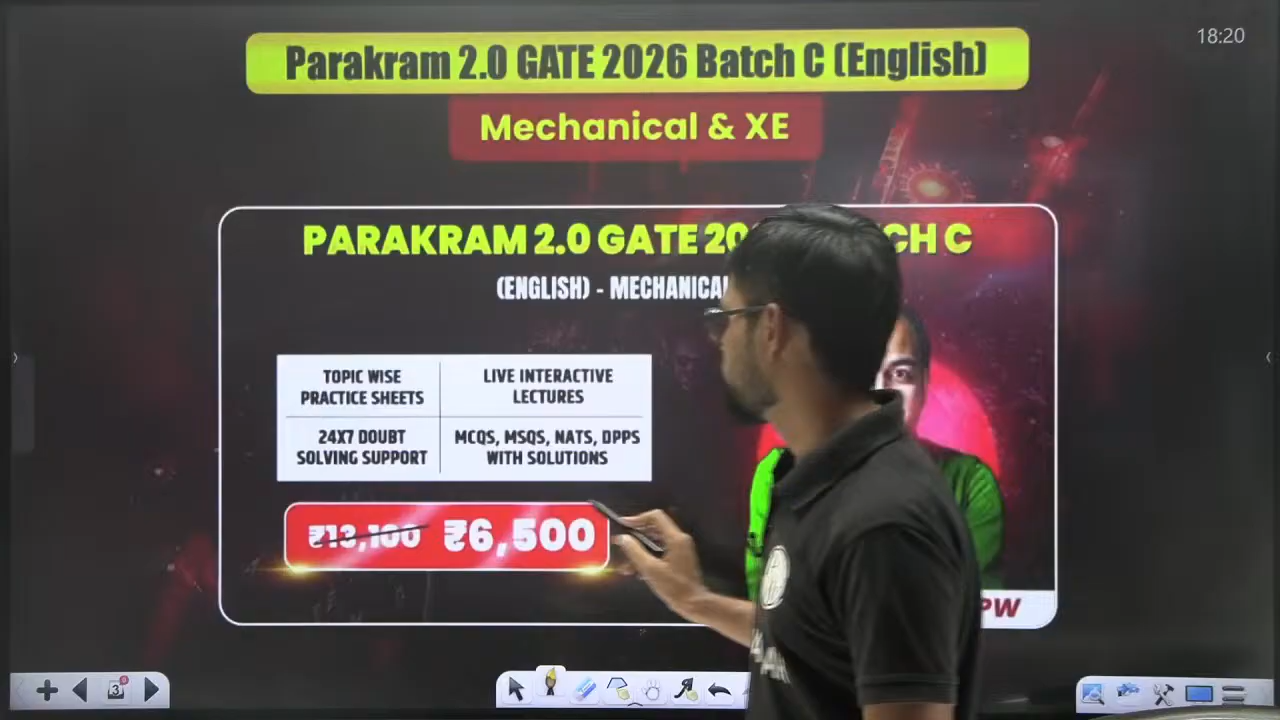 18:20
Parakram 2.0 GATE 2026 Batch C (English)
Mechanical & XE
PARAKRAM 2.0 GATE 20 CH C
(ENGLISH) - MECHANICAL
TOPIC WISE
PRACTICE SHEETS
LIVE INTERACTIVE
LECTURES
24X7 DOUBT
SOLVING SUPPORT
MCQS, MSQS, NATS, DPPS
WITH SOLUTIONS
₹13,100 ₹6,500
PW
3